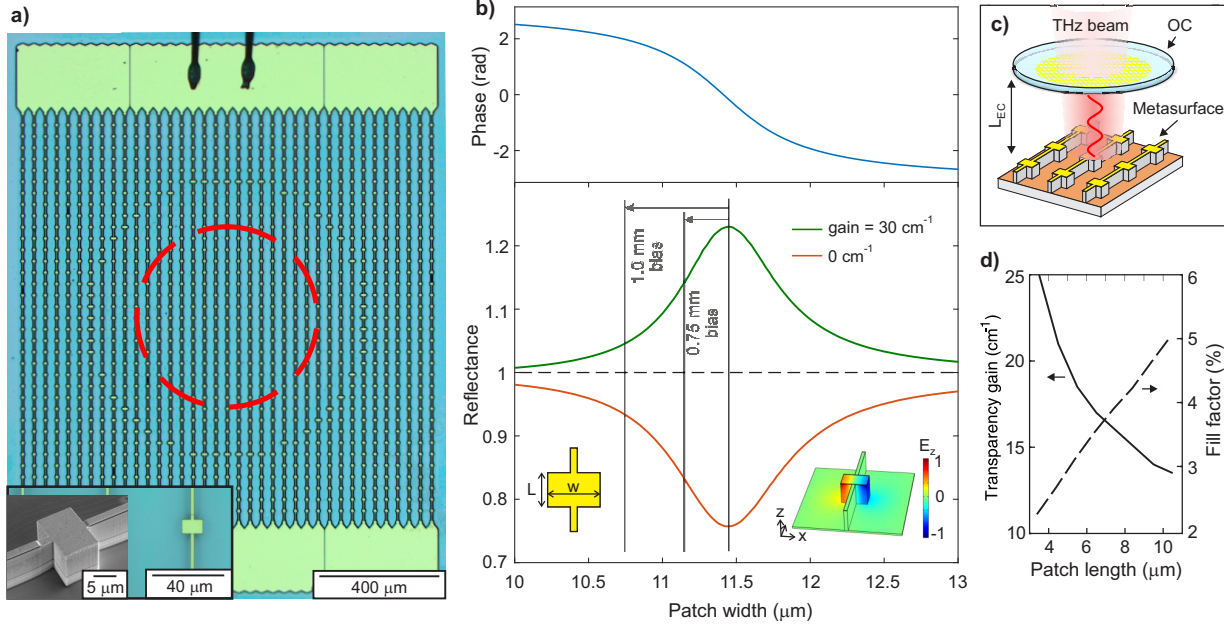 a)
5 μm
40 μm
400 μm
b)
Phase (rad)
2
0
-2
Reflectance
1.2
1.1
1
0.9
0.8
0.7
1.0 mm
bias
0.75 mm
bias
gain = 30 cm⁻¹
0 cm⁻¹
L
w
E_z
1
0
-1
z
x
10
10.5
11
11.5
12
12.5
13
Patch width (μm)
c)
THz beam
OC
L_EC
Metasurface
d)
Transparency gain (cm⁻¹)
25
20
15
10
6
5
4
3
2
Fill factor (%)
4
6
8
10
Patch length (μm)